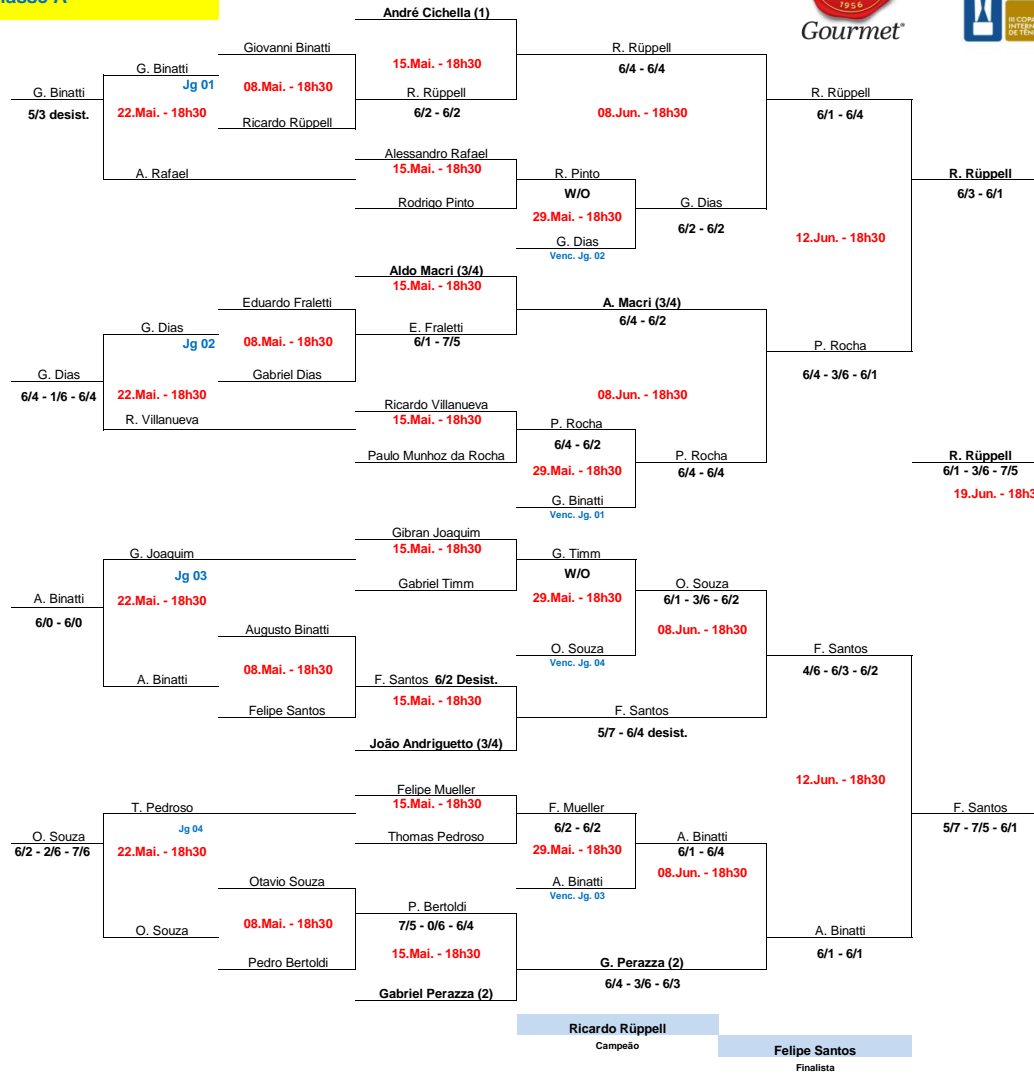 1956
Gourmet®
III COPA
André Cichella (1)
Giovanni Binatti
R. Rüppell
G. Binatti
Jg 01
15.Mai. - 18h30
6/4 - 6/4
G. Binatti
08.Mai. - 18h30
R. Rüppell
R. Rüppell
5/3 desist.
22.Mai. - 18h30
6/2 - 6/2
08.Jun. - 18h30
6/1 - 6/4
Ricardo Rüppell
Alessandro Rafael
A. Rafael
15.Mai. - 18h30
R. Pinto
R. Rüppell
W/O
6/3 - 6/1
Rodrigo Pinto
G. Dias
29.Mai. - 18h30
6/2 - 6/2
12.Jun. - 18h30
G. Dias
Venc. Jg. 02
Aldo Macri (3/4)
15.Mai. - 18h30
Eduardo Fraletti
A. Macri (3/4)
G. Dias
E. Fraletti
6/4 - 6/2
Jg 02
08.Mai. - 18h30
6/1 - 7/5
P. Rocha
G. Dias
Gabriel Dias
6/4 - 3/6 - 6/1
6/4 - 1/6 - 6/4
22.Mai. - 18h30
08.Jun. - 18h30
Ricardo Villanueva
R. Villanueva
15.Mai. - 18h30
P. Rocha
6/4 - 6/2
Paulo Munhoz da Rocha
P. Rocha
R. Rüppell
29.Mai. - 18h30
6/4 - 6/4
6/1 - 3/6 - 7/5
G. Binatti
Venc. Jg. 01
Gibran Joaquim
G. Joaquim
15.Mai. - 18h30
G. Timm
Jg 03
W/O
Gabriel Timm
O. Souza
A. Binatti
22.Mai. - 18h30
29.Mai. - 18h30
6/1 - 3/6 - 6/2
6/0 - 6/0
Augusto Binatti
08.Jun. - 18h30
O. Souza
F. Santos
08.Mai. - 18h30
Venc. Jg. 04
4/6 - 6/3 - 6/2
A. Binatti
F. Santos 6/2 Desist.
15.Mai. - 18h30
Felipe Santos
F. Santos
5/7 - 6/4 desist.
João Andriguetto (3/4)
12.Jun. - 18h30
Felipe Mueller
T. Pedroso
15.Mai. - 18h30
F. Mueller
F. Santos
Jg 04
6/2 - 6/2
5/7 - 7/5 - 6/1
O. Souza
Thomas Pedroso
A. Binatti
6/2 - 2/6 - 7/6
22.Mai. - 18h30
29.Mai. - 18h30
6/1 - 6/4
08.Jun. - 18h30
Otavio Souza
A. Binatti
Venc. Jg. 03
P. Bertoldi
08.Mai. - 18h30
7/5 - 0/6 - 6/4
O. Souza
A. Binatti
15.Mai. - 18h30
6/1 - 6/1
Pedro Bertoldi
G. Perazza (2)
6/4 - 3/6 - 6/3
Gabriel Perazza (2)
Ricardo Rüppell
Campeão
Felipe Santos
Finalista